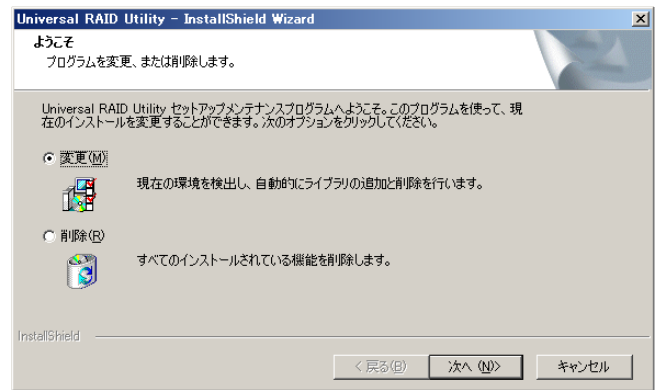 Universal RAID Utility - InstallShield Wizard
ようこそ
プログラムを変更、または削除します。
Universal RAID Utility セットアップメンテナンスプログラムへようこそ。このプログラムを使って、現
在のインストールを変更することができます。次のオプションをクリックしてください。
変更(M)
現在の環境を検出し、自動的にライブラリの追加と削除を行います。
削除(R)
すべてのインストールされている機能を削除します。
InstallShield
< 戻る(B)
次へ (N)>
キャンセル